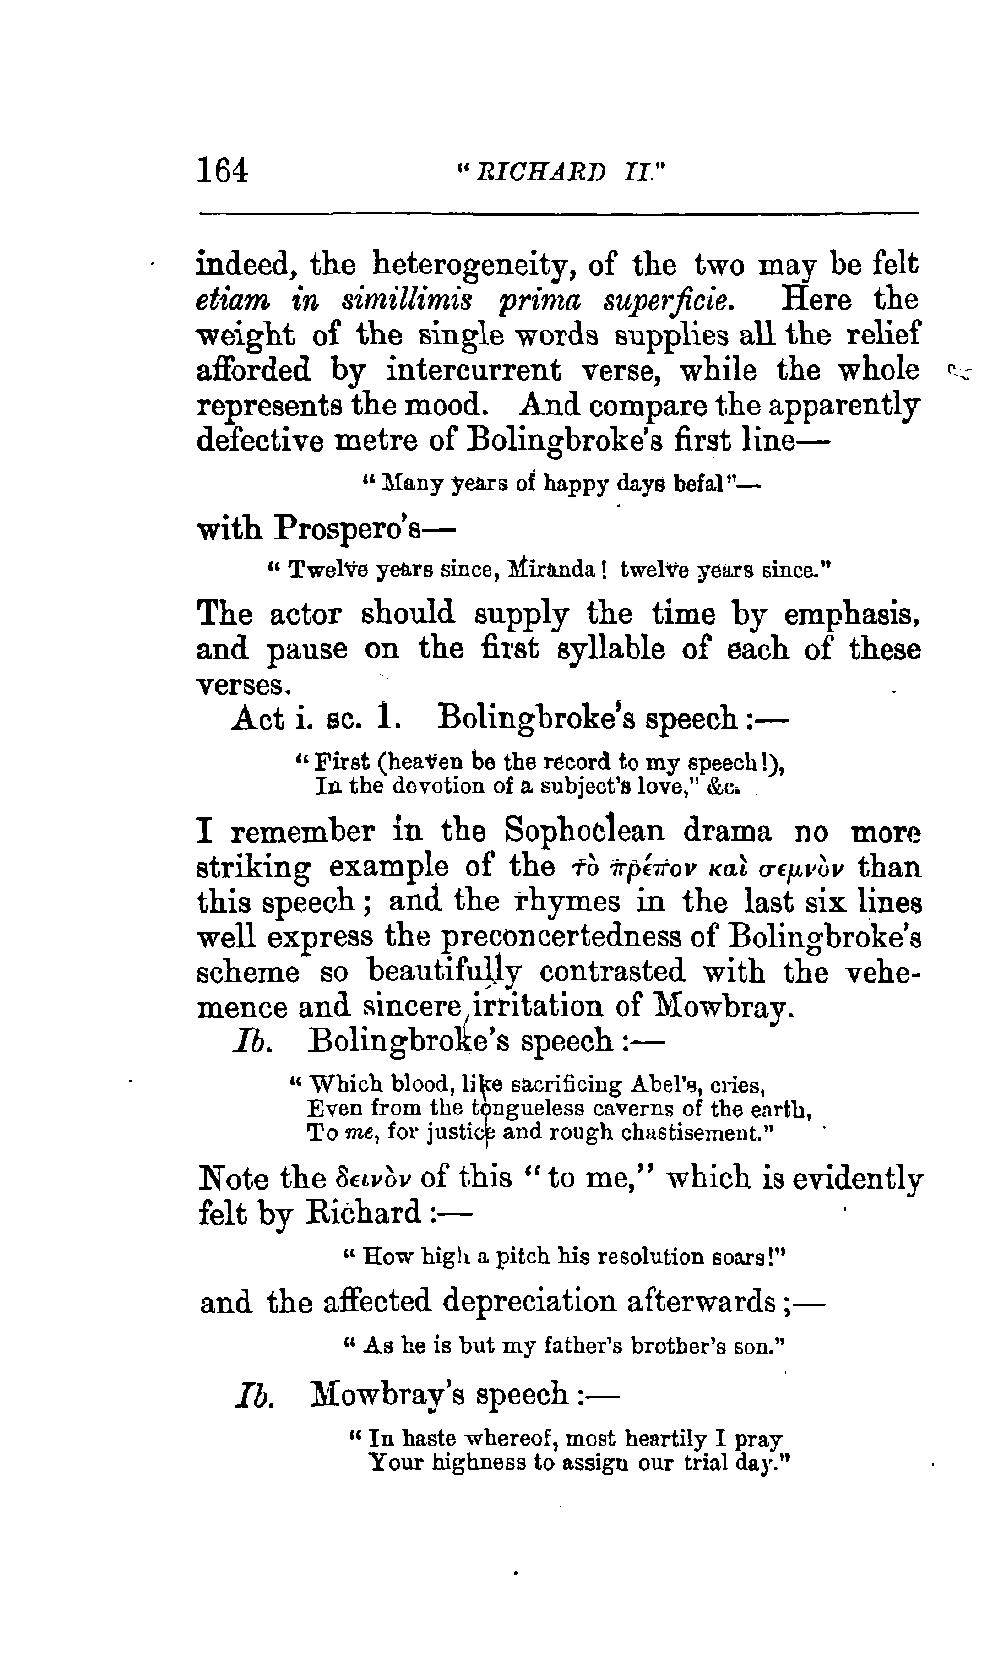 164 "RICHARD II."
indeed, the heterogeneity, of the two may be felt
etiam in simillimis prima superficie. Here the
weight of the single words supplies all the relief
afforded by intercurrent verse, while the whole
represents the mood. And compare the apparently
defective metre of Bolingbroke's first line—
"Many years of happy days befal"—
with Prospero's—
"Twelve years since, Miranda! twelve years since."
The actor should supply the time by emphasis,
and pause on the first syllable of each of these
verses.
Act i. sc. 1. Bolingbroke's speech:—
"First (heaven be the record to my speech!),
In the devotion of a subject's love," &c.
I remember in the Sophoclean drama no more
striking example of the τὸ πρέπον καὶ σεμνὸν than
this speech; and the rhymes in the last six lines
well express the preconcertedness of Bolingbroke's
scheme so beautifully contrasted with the vehe-
mence and sincere irritation of Mowbray.
Ib. Bolingbroke's speech:—
"Which blood, like sacrificing Abel's, cries,
Even from the tongueless caverns of the earth,
To me, for justice and rough chastisement."
Note the δεινὸν of this "to me," which is evidently
felt by Richard:—
"How high a pitch his resolution soars!"
and the affected depreciation afterwards;—
"As he is but my father's brother's son."
Ib. Mowbray's speech:—
"In haste whereof, most heartily I pray
Your highness to assign our trial day."